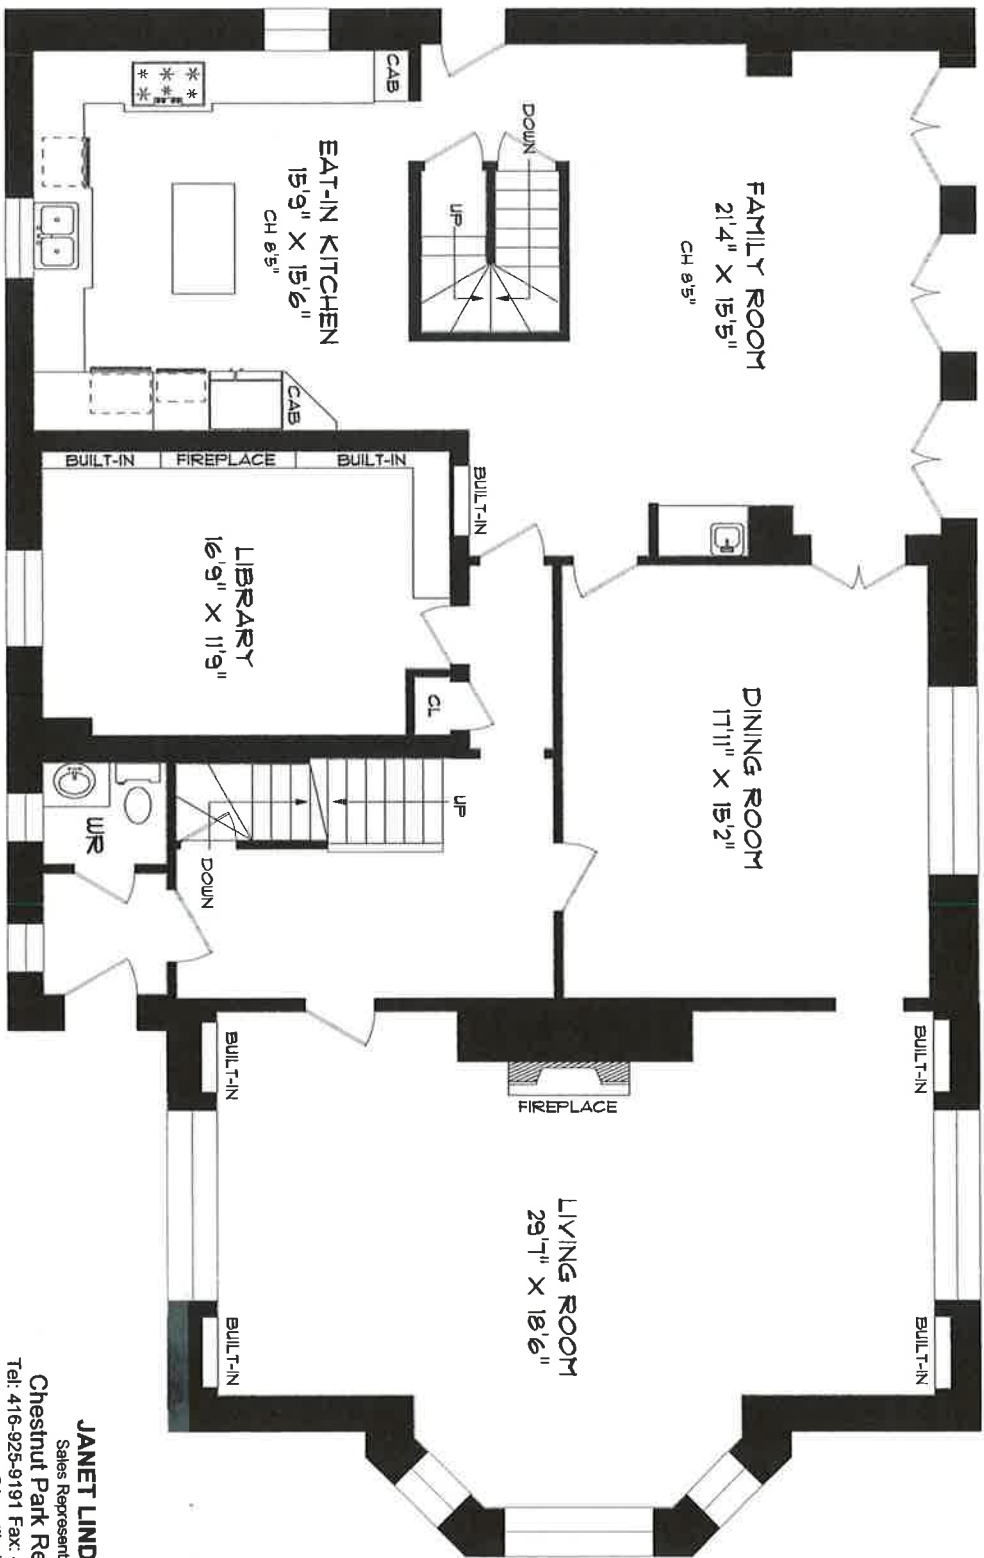 FAMILY ROOM
21'4" X 15'5"
CH 8'5"
DOWN
UP
CAB
EAT-IN KITCHEN
15'9" X 15'6"
CH 8'5"
CAB
BUILT-IN
DINING ROOM
17'11" X 15'2"
BUILT-IN
FIREPLACE
BUILT-IN
LIBRARY
16'9" X 11'9"
CL
UP
DOWN
WR
BUILT-IN
BUILT-IN
FIREPLACE
LIVING ROOM
29'7" X 18'6"
BUILT-IN
BUILT-IN
JANET LIND
Sales Represent
Chestnut Park Re
Tel: 416-925-9191 Fax: